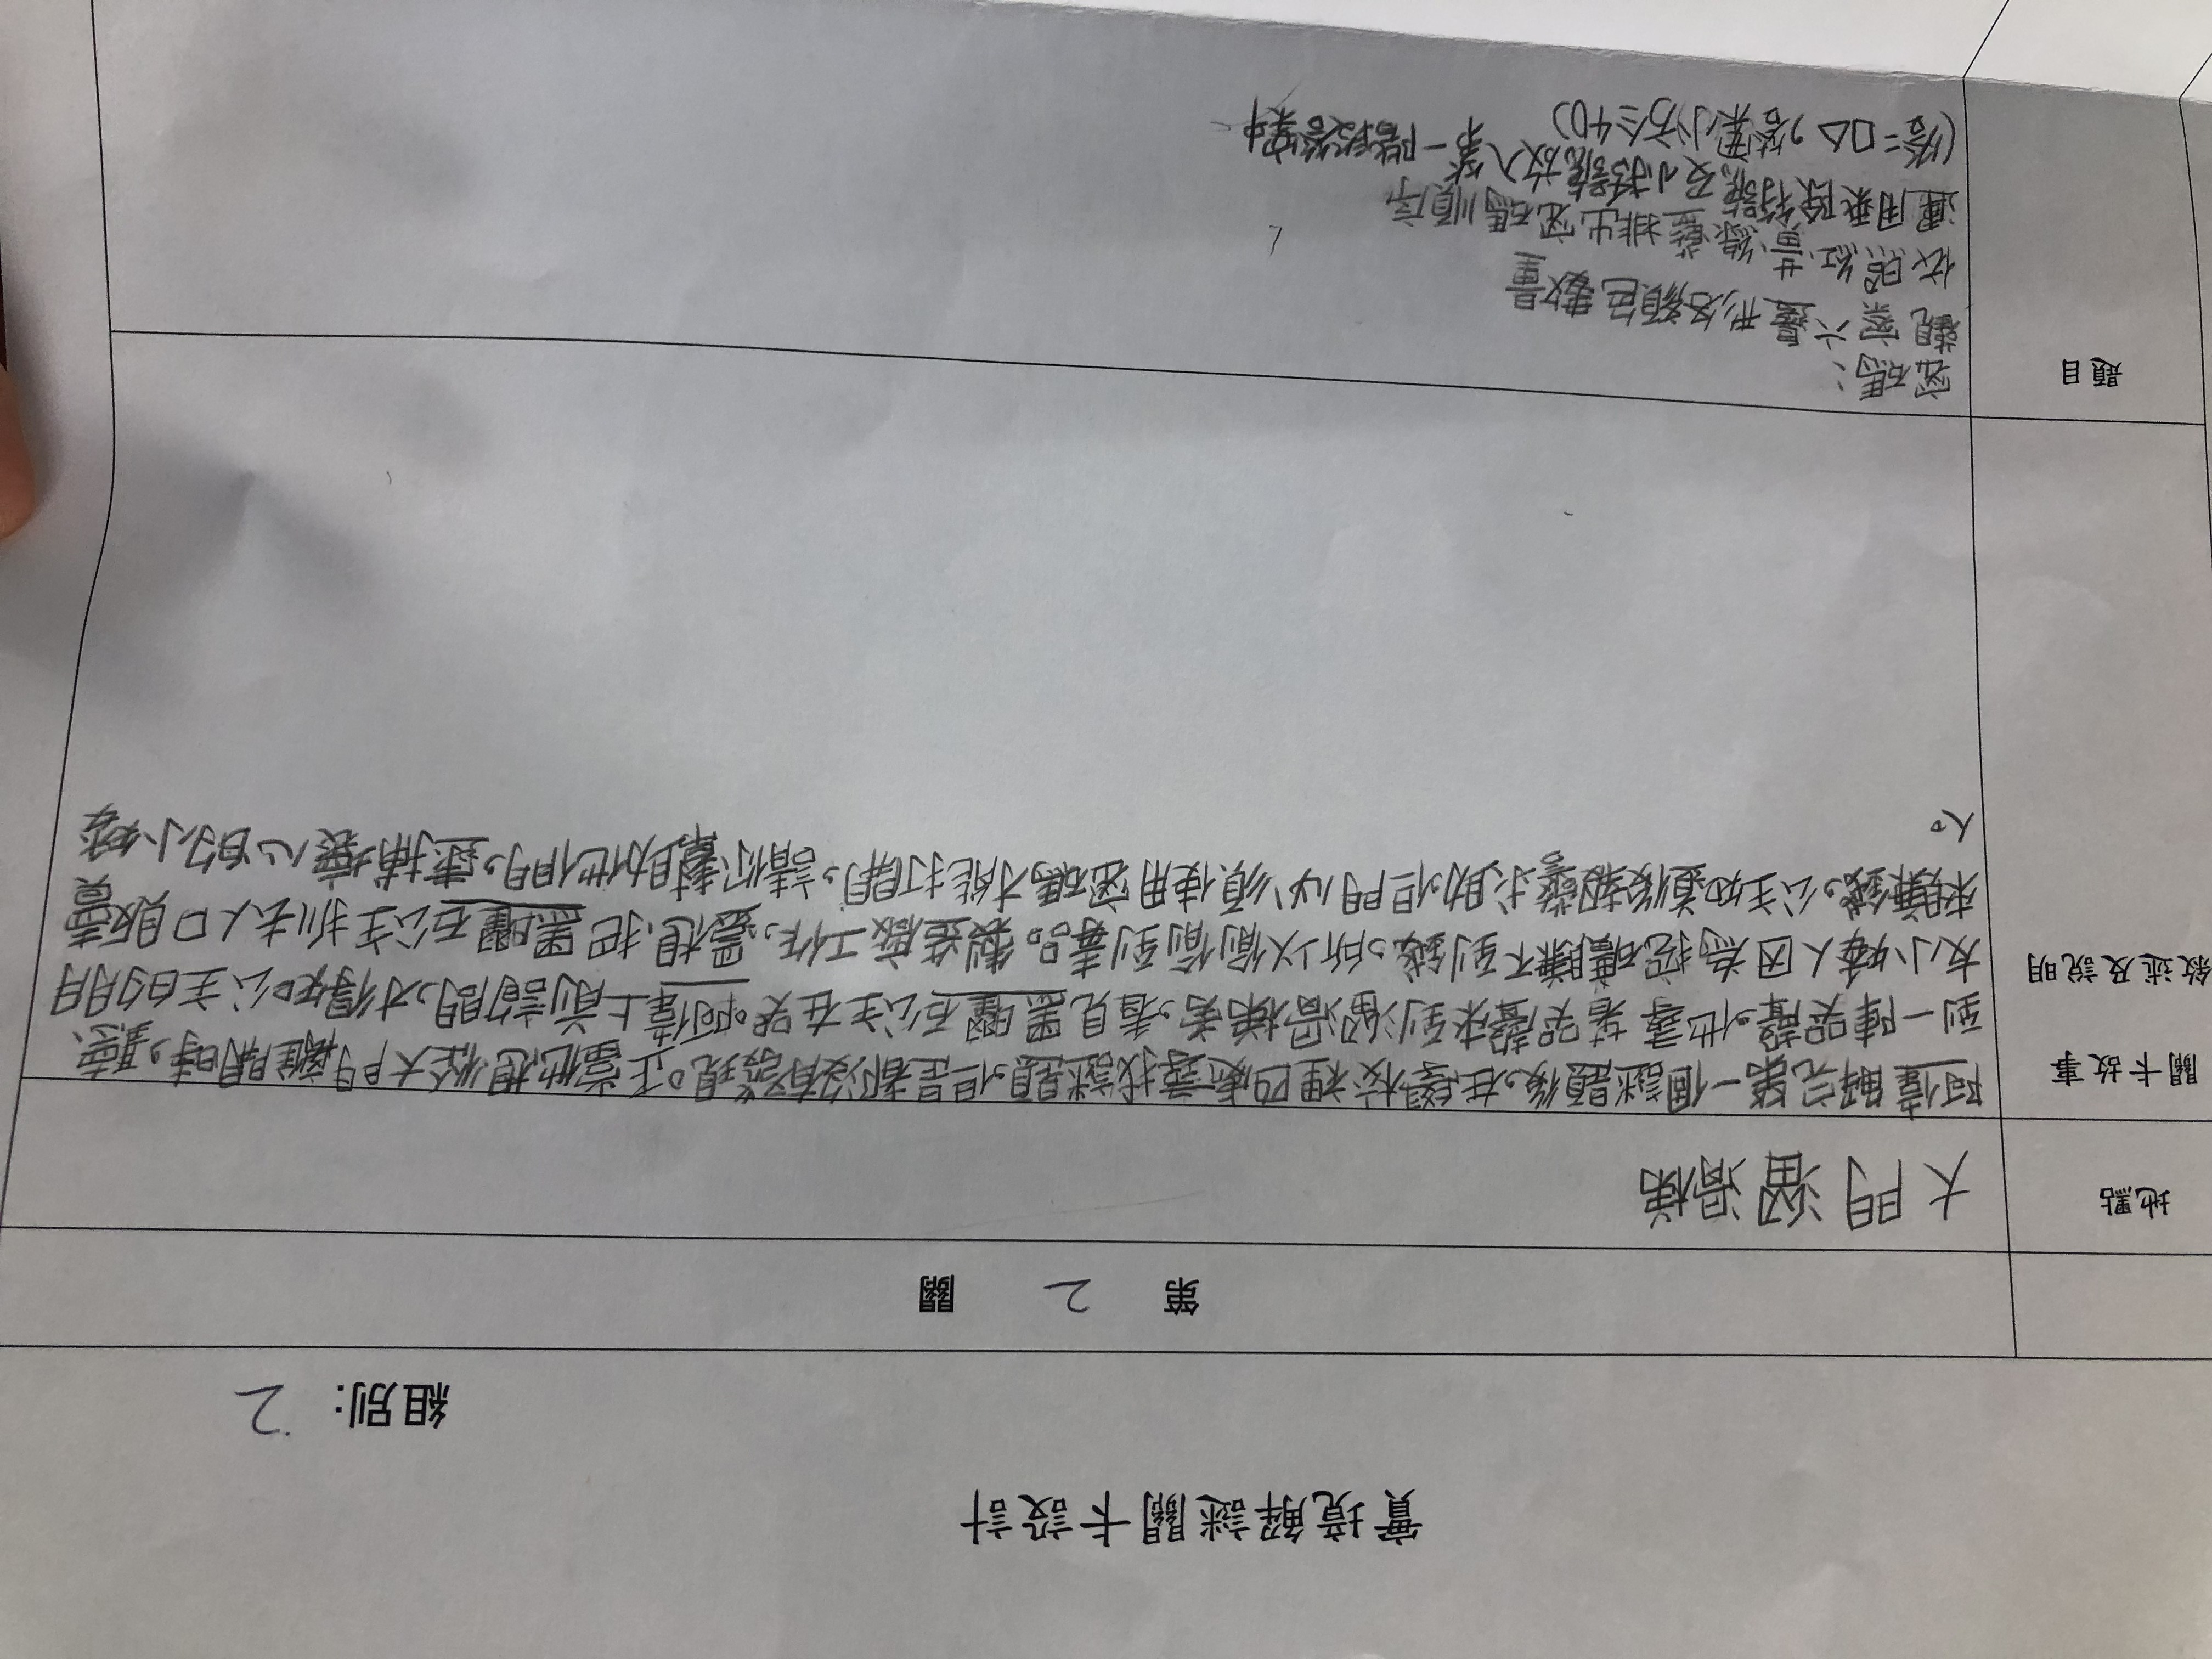 實境解謎關卡設計
組別: 2
第 2 關
地點
大門溜滑梯
關卡故事
敘述及說明
阿偉解完第一個謎題後,在學校裡四處尋找謎題,但是都沒有發現。正當他想從大門離開時,聽
到一陣哭聲,他尋著哭聲來到溜滑梯旁,看見黑曜石公主在哭。阿偉上前詢問,才得知公主的朋
友小矮人因為挖礦賺不到錢,所以偷偷到毒品製造廠工作,還想把黑曜石公主抓去人口販賣
來賺錢,公主知道後報警求助,但門必須使用密碼才能打開,請你幫助他們,逮捕壞心的小矮
人。
題目
密碼:
觀察六邊形各顏色數量
依照紅、黃、綠、藍排出密碼順序
運用乘除符號及小括號放入第一階段答案中
(答=□△,答案小方≦40)